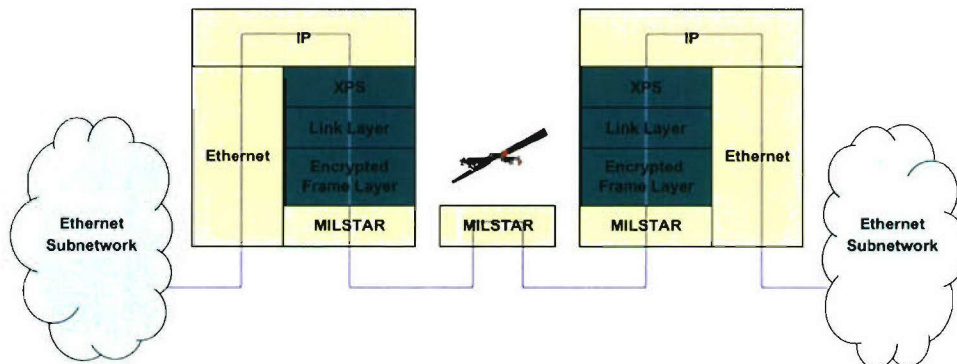 IP
XPS
Link Layer
Ethernet
Encrypted
Frame Layer
MILSTAR
Ethernet
Subnetwork
MILSTAR
IP
XPS
Link Layer
Encrypted
Frame Layer
MILSTAR
Ethernet
Ethernet
Subnetwork